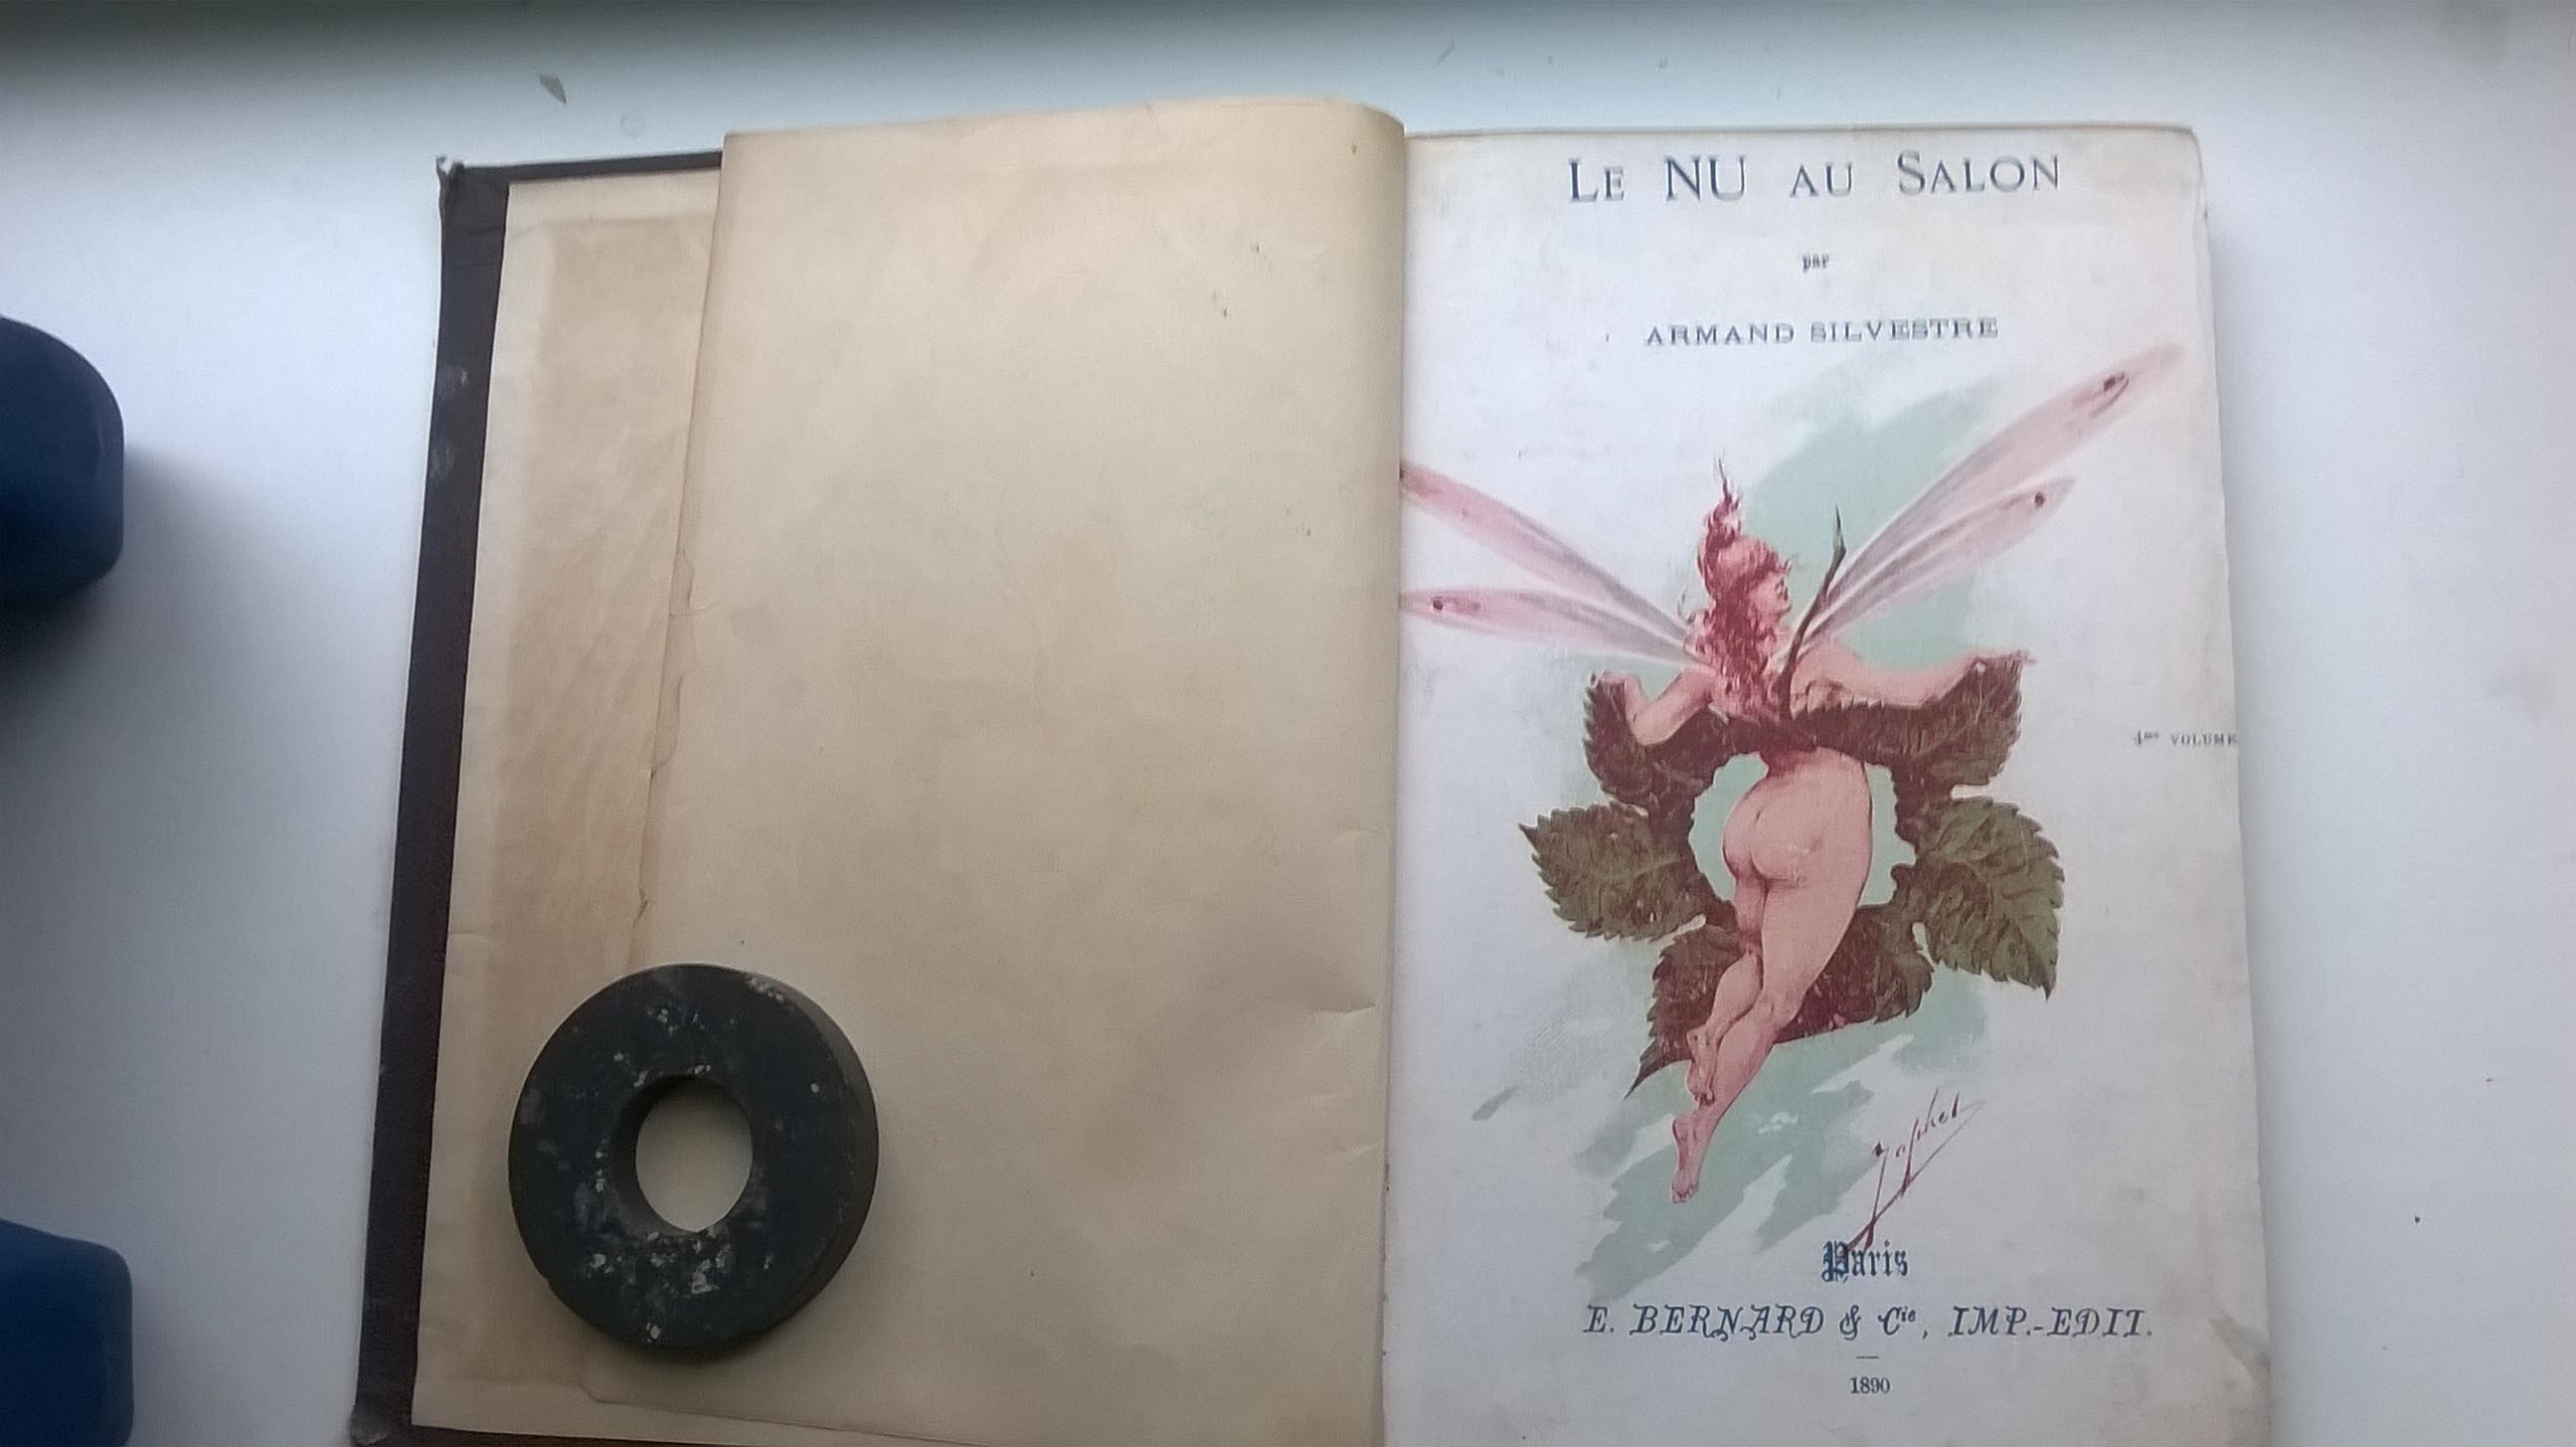 Le NU au Salon
par
ARMAND SILVESTRE
4me VOLUME
Japhet
Paris
E. BERNARD & Cie, IMP.-EDIT.
1890